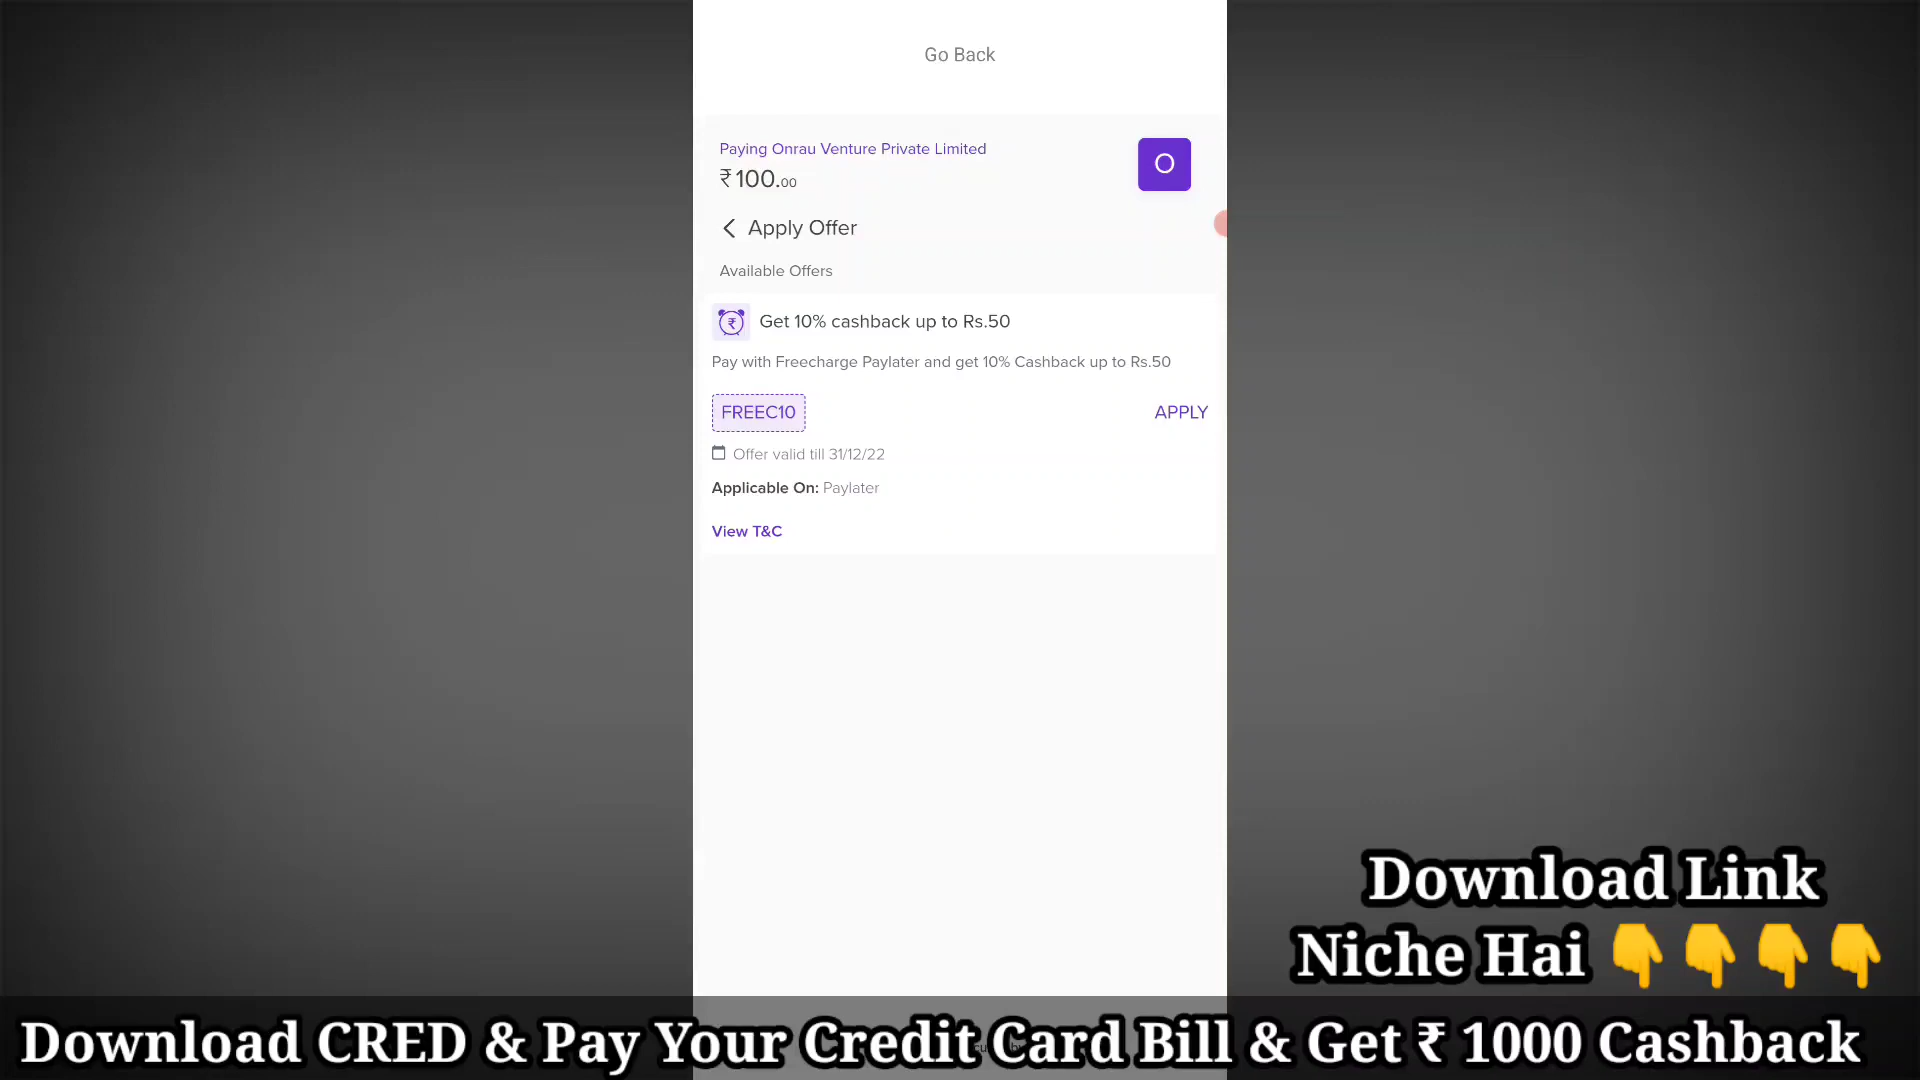 Go Back
Paying Onrau Venture Private Limited
₹100.00
O
Apply Offer
Available Offers
₹ Get 10% cashback up to Rs.50
Pay with Freecharge Paylater and get 10% Cashback up to Rs.50
FREEC10 APPLY
Offer valid till 31/12/22
Applicable On: Paylater
View T&C
Download Link
Niche Hai 👇👇👇👇
Download CRED & Pay Your Credit Card Bill & Get ₹ 1000 Cashback